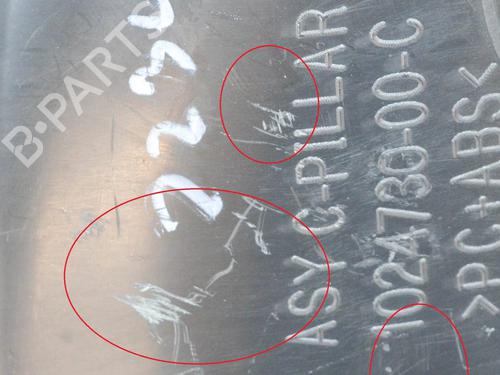 B-PARTS
ASY C-PILLAR
1024730-00-C
>PC+ABS<